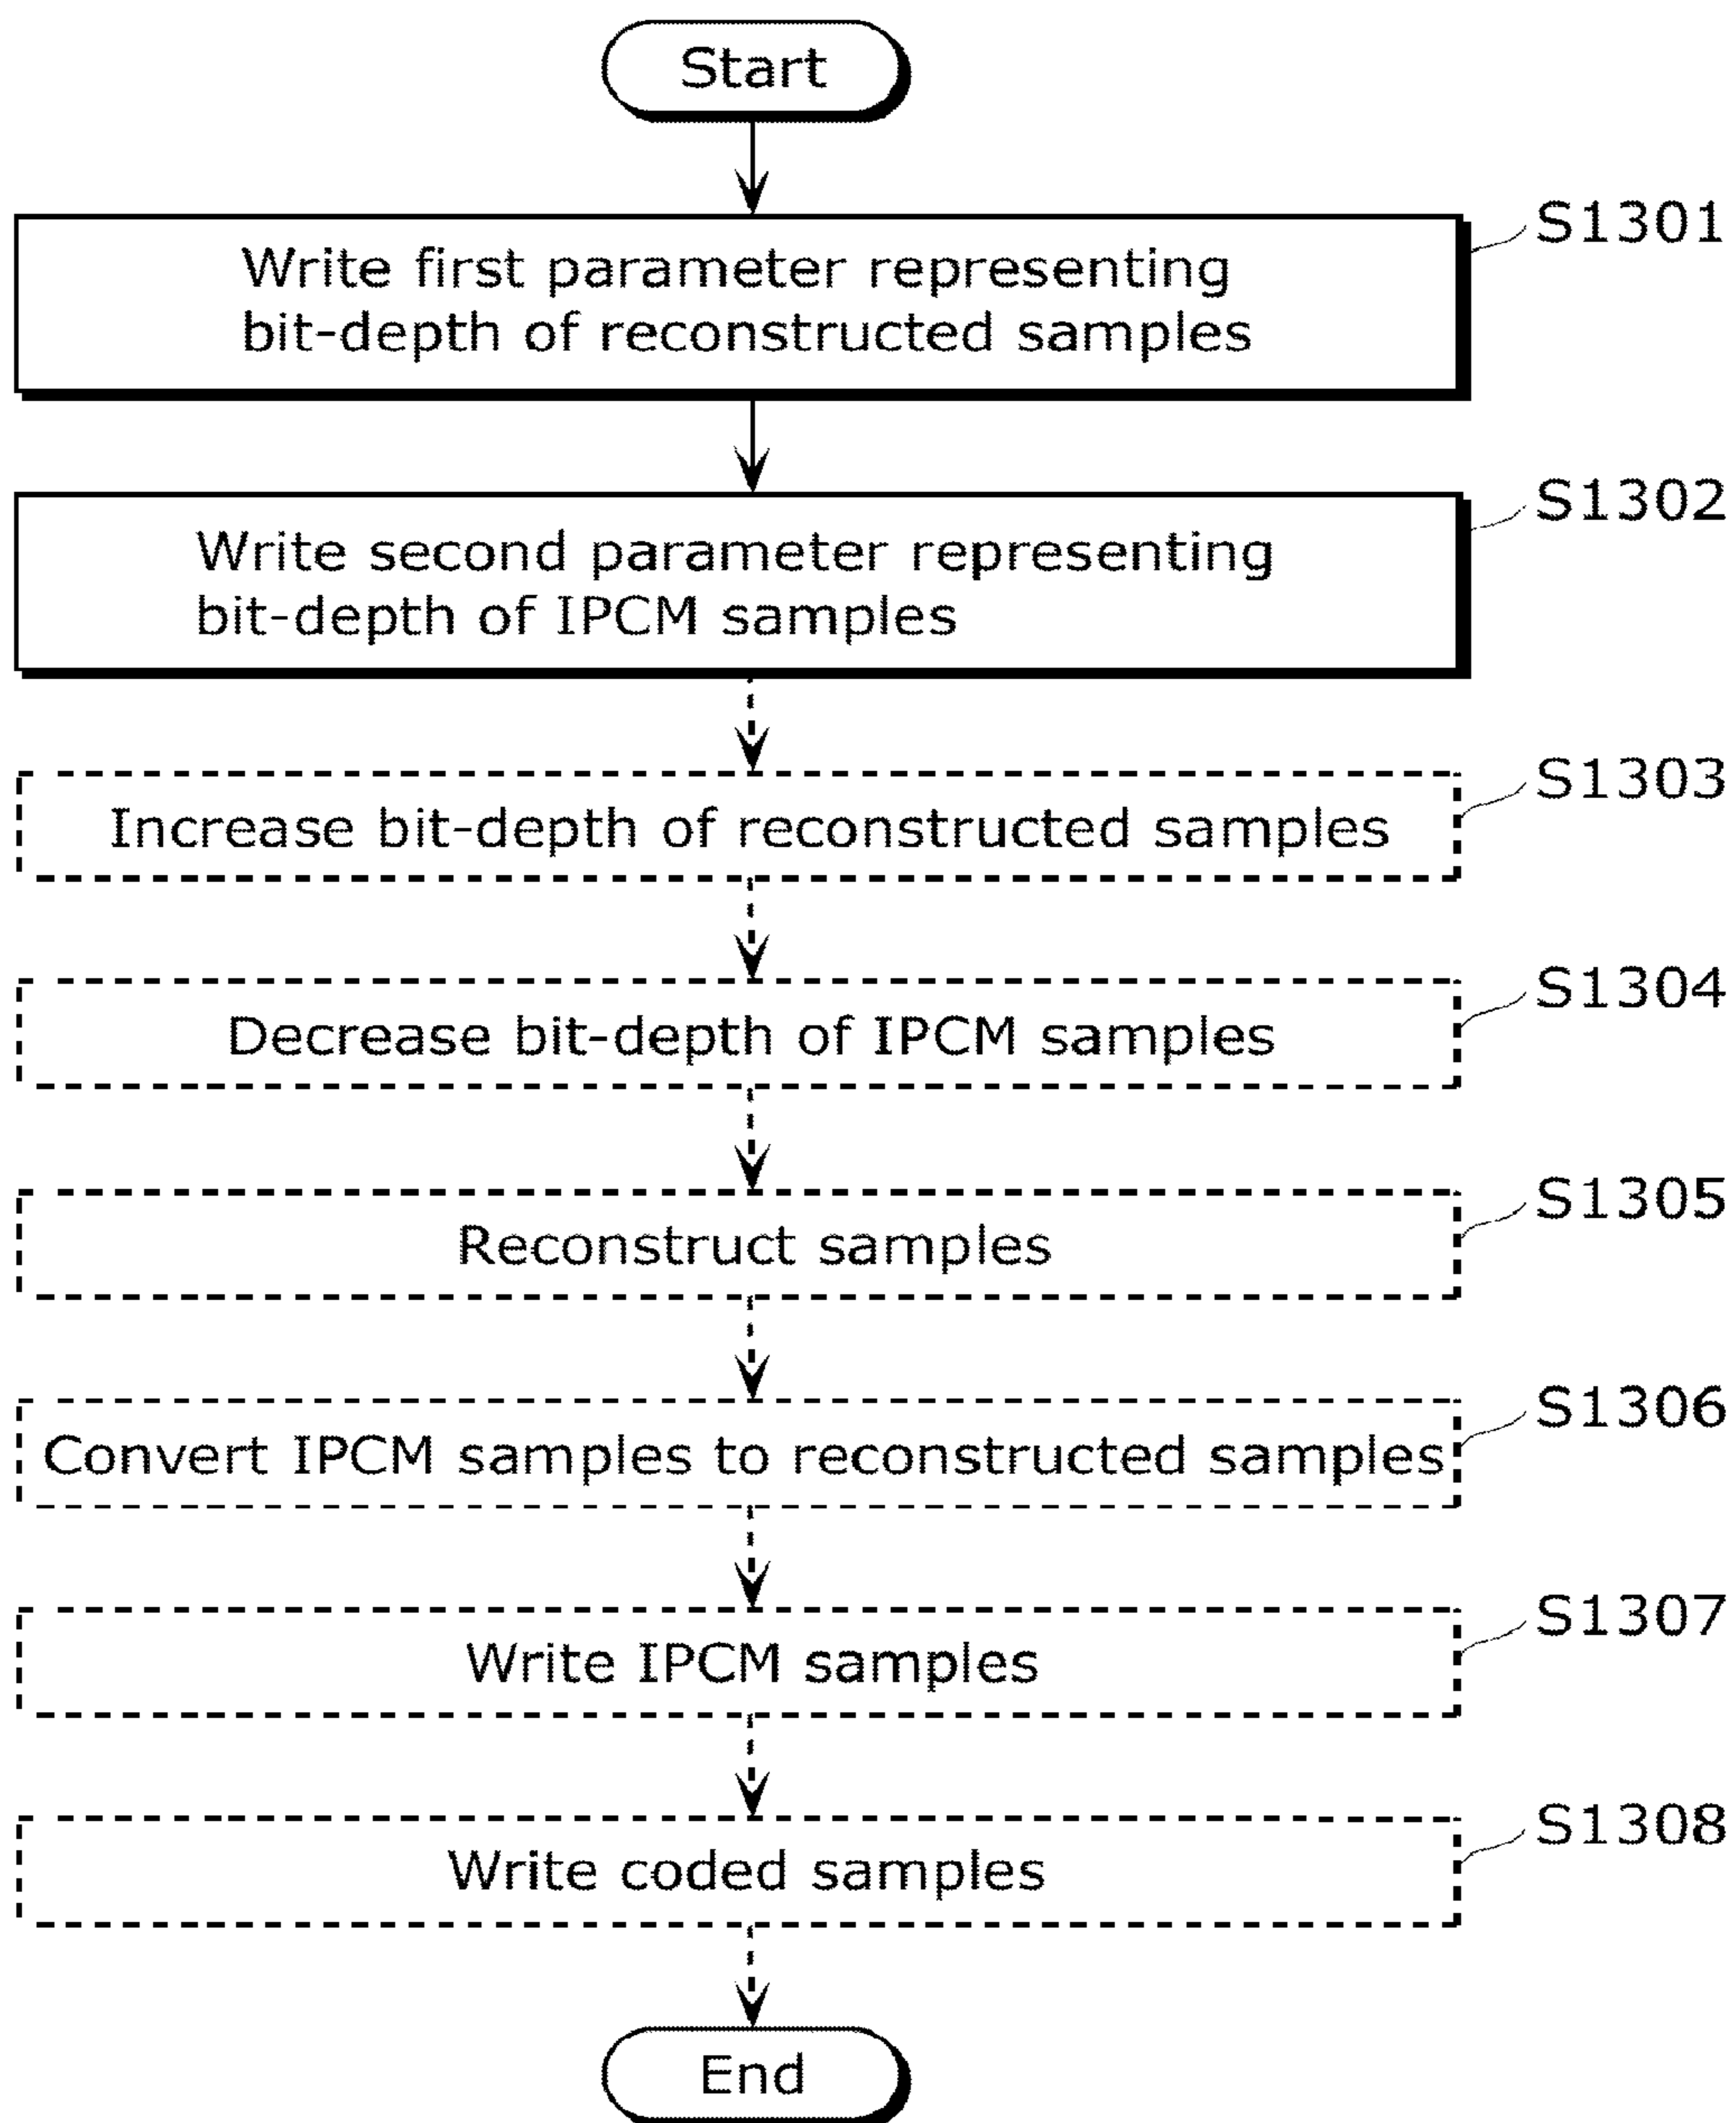 Start
S1301
Write first parameter representing
bit-depth of reconstructed samples
S1302
Write second parameter representing
bit-depth of IPCM samples
S1303
Increase bit-depth of reconstructed samples
S1304
Decrease bit-depth of IPCM samples
S1305
Reconstruct samples
S1306
Convert IPCM samples to reconstructed samples
S1307
Write IPCM samples
S1308
Write coded samples
End